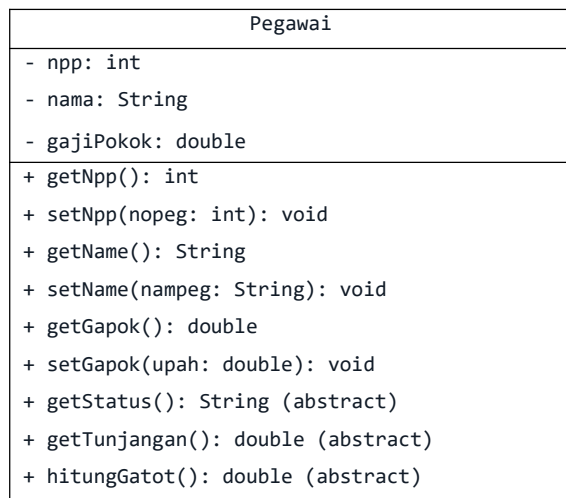 Pegawai
- npp: int
- nama: String
- gajiPokok: double
+ getNpp(): int
+ setNpp(nopeg: int): void
+ getName(): String
+ setName(nampeg: String): void
+ getGapok(): double
+ setGapok(upah: double): void
+ getStatus(): String (abstract)
+ getTunjangan(): double (abstract)
+ hitungGatot(): double (abstract)